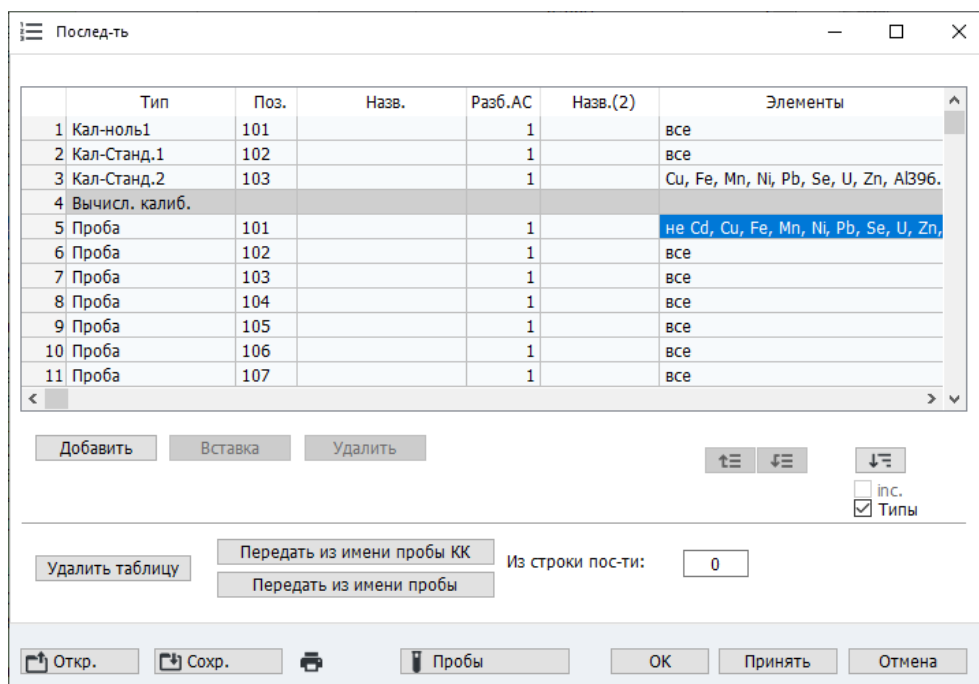 Послед-ть
Тип Поз. Назв. Разб.АС Назв.(2) Элементы
1 Кал-ноль1 101 1 все
2 Кал-Станд.1 102 1 все
3 Кал-Станд.2 103 1 Cu, Fe, Mn, Ni, Pb, Se, U, Zn, Al396.
4 Вычисл. калиб.
5 Проба 101 1 не Cd, Cu, Fe, Mn, Ni, Pb, Se, U, Zn,
6 Проба 102 1 все
7 Проба 103 1 все
8 Проба 104 1 все
9 Проба 105 1 все
10 Проба 106 1 все
11 Проба 107 1 все
Добавить Вставка Удалить
inc.
Типы
Удалить таблицу Передать из имени пробы КК Из строки пос-ти: 0
Передать из имени пробы
Откр. Сохр. Пробы OK Принять Отмена